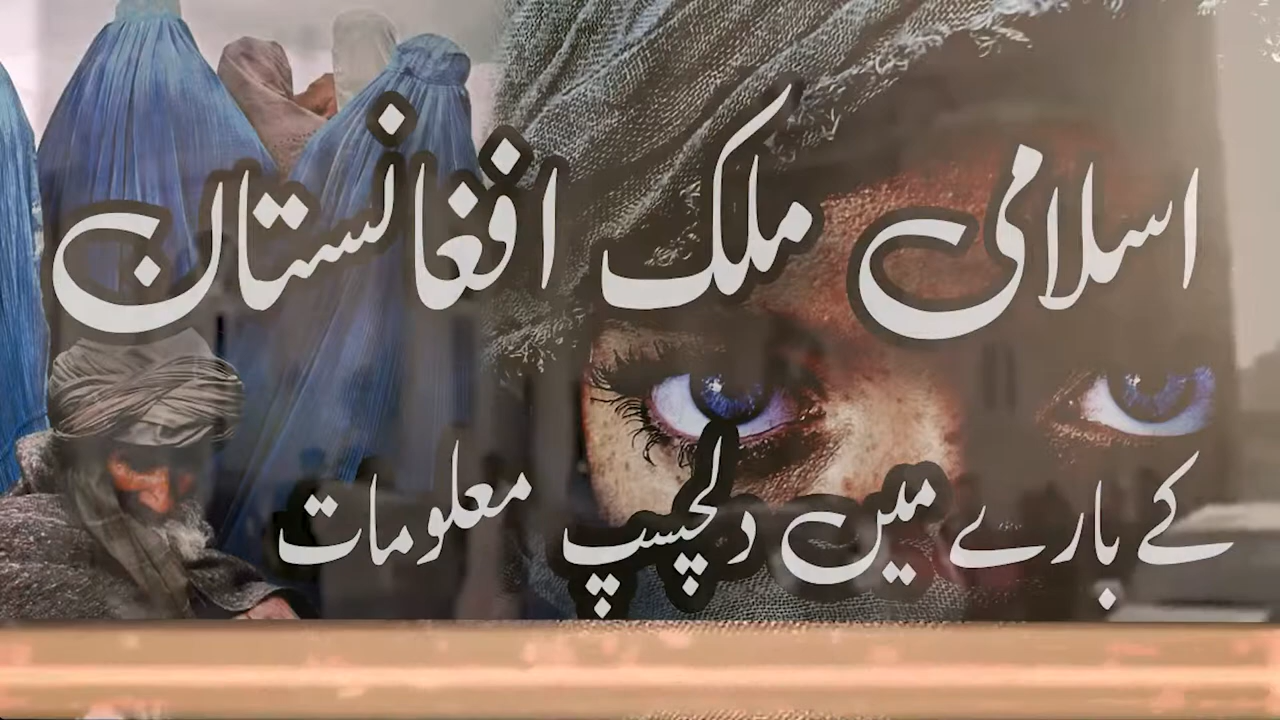 اسلامی ملک افغانستان
کے بارے میں دلچسپ معلومات